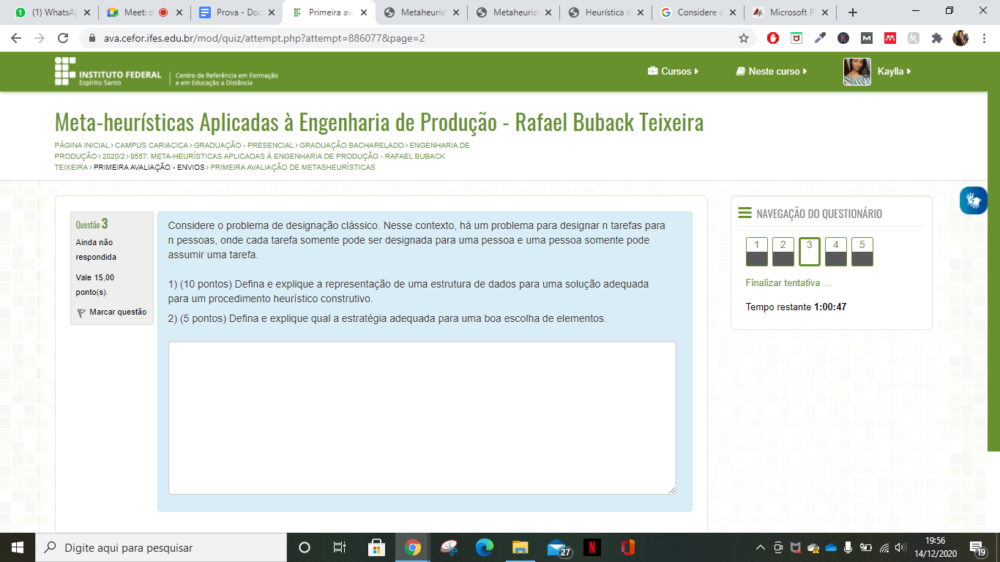 (1) WhatsAp
Meet: d
Prova - Doc
Primeira ava
Metaheurist
Metaheurist
Heurística d
Considere o
Microsoft P
ava.cefor.ifes.edu.br/mod/quiz/attempt.php?attempt=886077&page=2
INSTITUTO FEDERAL
Espírito Santo
Centro de Referência em Formação
e em Educação a Distância
Cursos
Neste curso
Kaylla
Meta-heurísticas Aplicadas à Engenharia de Produção - Rafael Buback Teixeira
PÁGINA INICIAL › CAMPUS CARIACICA › GRADUAÇÃO - PRESENCIAL › GRADUAÇÃO BACHARELADO › ENGENHARIA DE
PRODUÇÃO › 2020/2 › 8557. META-HEURÍSTICAS APLICADAS À ENGENHARIA DE PRODUÇÃO - RAFAEL BUBACK
TEIXEIRA › PRIMEIRA AVALIAÇÃO - ENVIOS › PRIMEIRA AVALIAÇÃO DE METASHEURÍSTICAS
Questão 3
Ainda não
respondida
Vale 15,00
ponto(s).
Marcar questão
Considere o problema de designação clássico. Nesse contexto, há um problema para designar n tarefas para
n pessoas, onde cada tarefa somente pode ser designada para uma pessoa e uma pessoa somente pode
assumir uma tarefa.
1) (10 pontos) Defina e explique a representação de uma estrutura de dados para uma solução adequada
para um procedimento heurístico construtivo.
2) (5 pontos) Defina e explique qual a estratégia adequada para uma boa escolha de elementos.
NAVEGAÇÃO DO QUESTIONÁRIO
1 2 3 4 5
Finalizar tentativa ...
Tempo restante 1:00:47
Digite aqui para pesquisar
27
19:56
14/12/2020
19